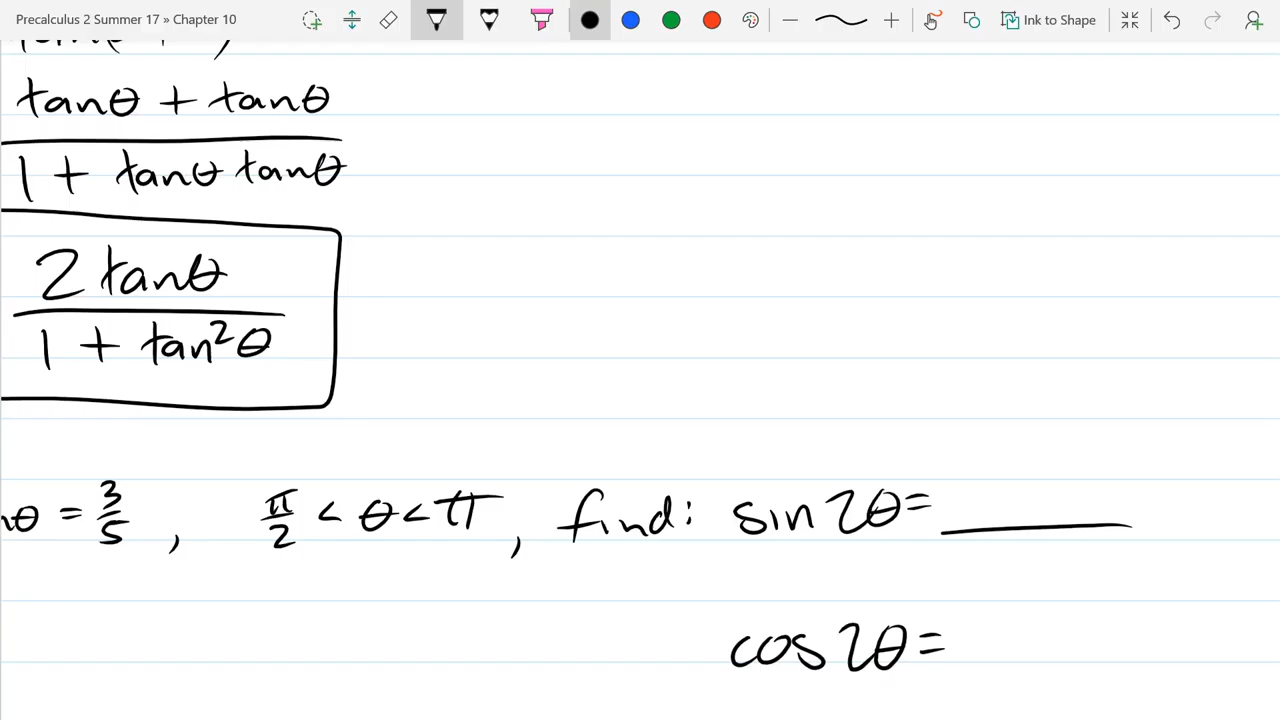 Precalculus 2 Summer 17 » Chapter 10
Ink to Shape
tanθ + tanθ
1 + tanθ tanθ
2 tanθ
1 + tan²θ
nθ = 3/5 , π/2 < θ < π , find: sin 2θ = ______
cos 2θ =